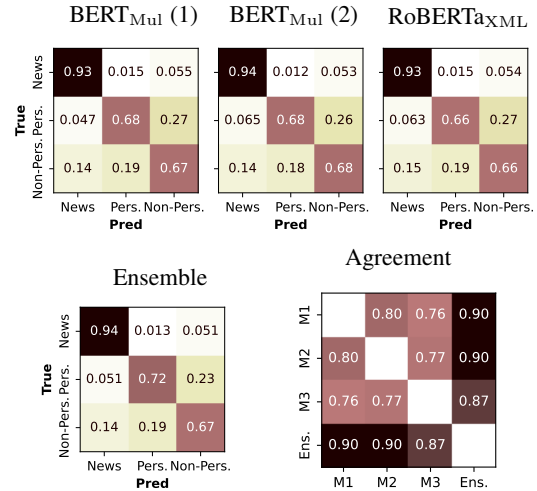 BERT_Mul (1) BERT_Mul (2) RoBERTa_XML
News 0.93 0.015 0.055
True Pers. 0.047 0.68 0.27
Non-Pers. 0.14 0.19 0.67
News Pers. Non-Pers.
Pred
0.94 0.012 0.053
0.065 0.68 0.26
0.14 0.18 0.68
News Pers. Non-Pers.
Pred
0.93 0.015 0.054
0.063 0.66 0.27
0.15 0.19 0.66
News Pers. Non-Pers.
Pred
Ensemble
News 0.94 0.013 0.051
True Pers. 0.051 0.72 0.23
Non-Pers. 0.14 0.19 0.67
News Pers. Non-Pers.
Pred
Agreement
M1 0.80 0.76 0.90
M2 0.80 0.77 0.90
M3 0.76 0.77 0.87
Ens. 0.90 0.90 0.87
M1 M2 M3 Ens.